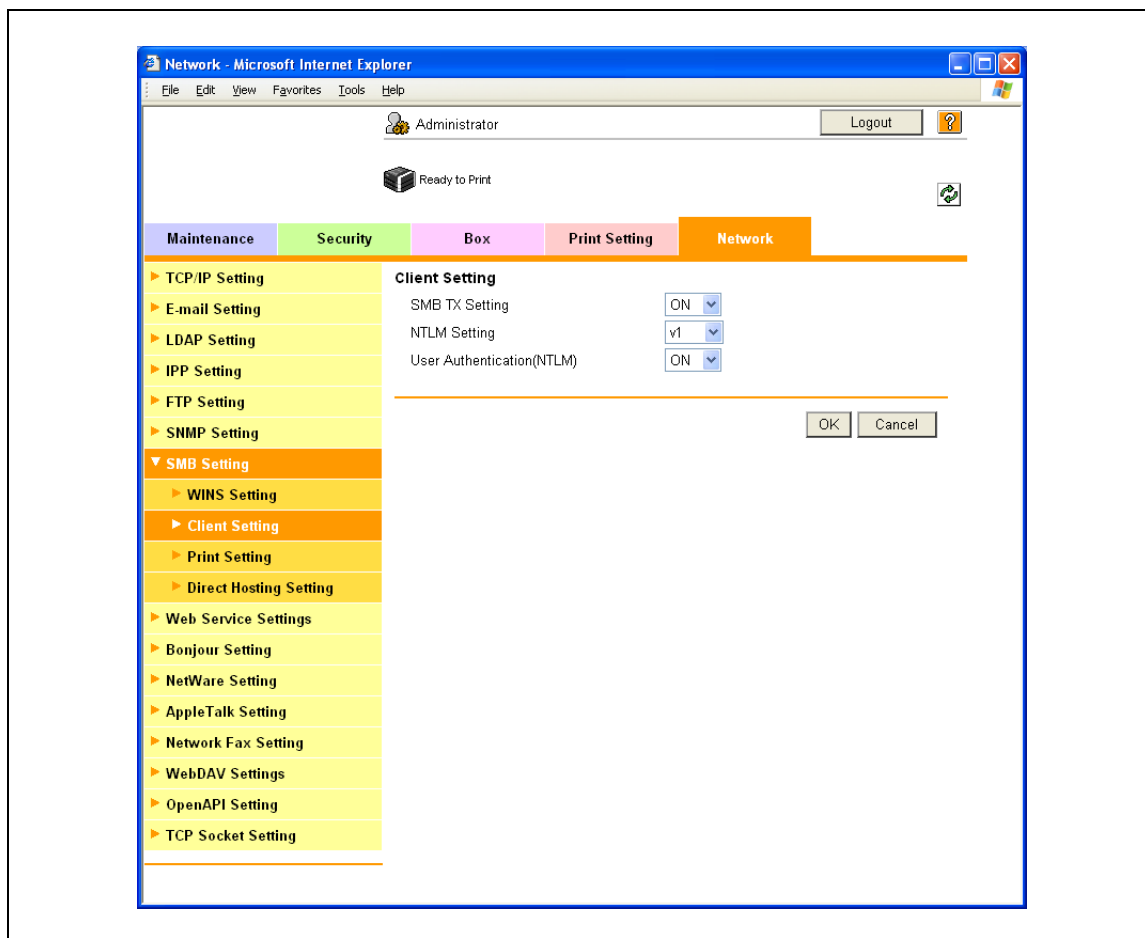 Network - Microsoft Internet Explorer
File Edit View Favorites Tools Help
Administrator
Logout
?
Ready to Print
Maintenance Security Box Print Setting Network
TCP/IP Setting
E-mail Setting
LDAP Setting
IPP Setting
FTP Setting
SNMP Setting
SMB Setting
WINS Setting
Client Setting
Print Setting
Direct Hosting Setting
Web Service Settings
Bonjour Setting
NetWare Setting
AppleTalk Setting
Network Fax Setting
WebDAV Settings
OpenAPI Setting
TCP Socket Setting
Client Setting
SMB TX Setting ON
NTLM Setting v1
User Authentication(NTLM) ON
OK Cancel